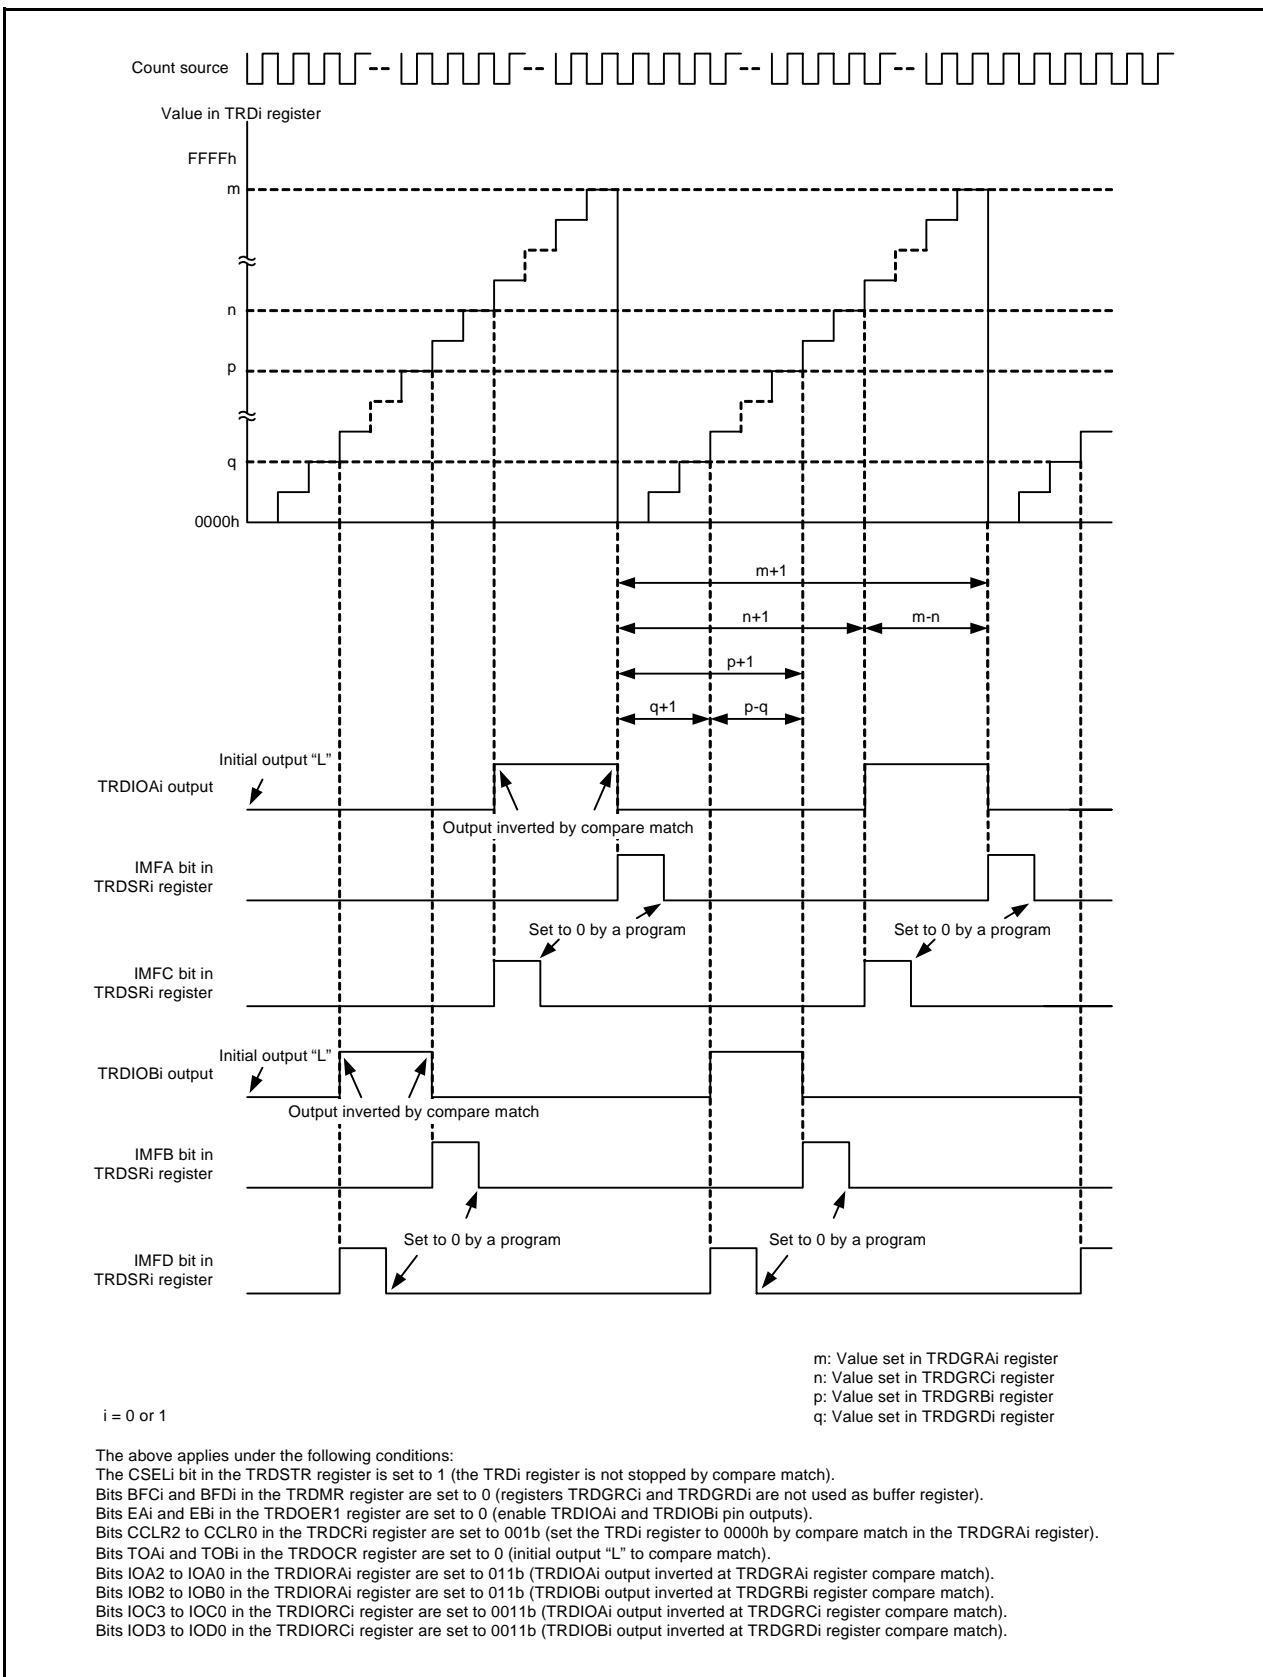 Count source
Value in TRDi register
FFFFh
m
n
p
q
0000h
m+1
n+1
m-n
p+1
q+1
p-q
Initial output “L”
TRDIOAi output
Output inverted by compare match
IMFA bit in
TRDSRi register
Set to 0 by a program
Set to 0 by a program
IMFC bit in
TRDSRi register
Initial output “L”
TRDIOBi output
Output inverted by compare match
IMFB bit in
TRDSRi register
Set to 0 by a program
Set to 0 by a program
IMFD bit in
TRDSRi register
m: Value set in TRDGRAi register
n: Value set in TRDGRCi register
p: Value set in TRDGRBi register
q: Value set in TRDGRDi register
i = 0 or 1
The above applies under the following conditions:
The CSELi bit in the TRDSTR register is set to 1 (the TRDi register is not stopped by compare match).
Bits BFCi and BFDi in the TRDMR register are set to 0 (registers TRDGRCi and TRDGRDi are not used as buffer register).
Bits EAi and EBi in the TRDOER1 register are set to 0 (enable TRDIOAi and TRDIOBi pin outputs).
Bits CCLR2 to CCLR0 in the TRDCRi register are set to 001b (set the TRDi register to 0000h by compare match in the TRDGRAi register).
Bits TOAi and TOBi in the TRDOCR register are set to 0 (initial output “L” to compare match).
Bits IOA2 to IOA0 in the TRDIORAi register are set to 011b (TRDIOAi output inverted at TRDGRAi register compare match).
Bits IOB2 to IOB0 in the TRDIORAi register are set to 011b (TRDIOBi output inverted at TRDGRBi register compare match).
Bits IOC3 to IOC0 in the TRDIORCi register are set to 0011b (TRDIOAi output inverted at TRDGRCi register compare match).
Bits IOD3 to IOD0 in the TRDIORCi register are set to 0011b (TRDIOBi output inverted at TRDGRDi register compare match).